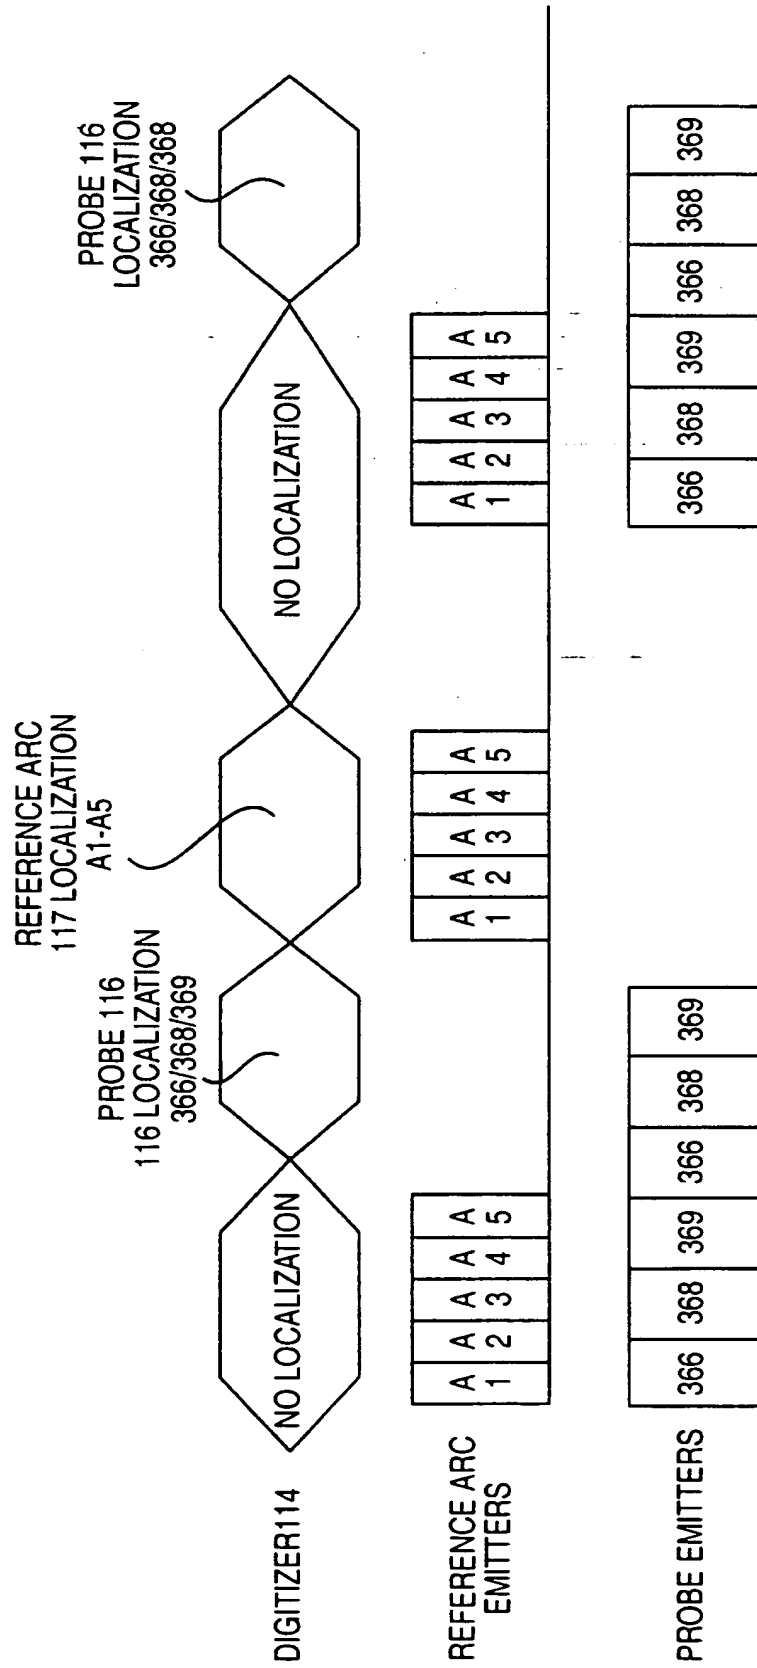 PROBE 116
116 LOCALIZATION
366/368/369
REFERENCE ARC
117 LOCALIZATION
A1-A5
PROBE 116
LOCALIZATION
366/368/368
DIGITIZER114
NO LOCALIZATION
NO LOCALIZATION
REFERENCE ARC
EMITTERS
A A A A A
1 2 3 4 5
A A A A A
1 2 3 4 5
A A A A A
1 2 3 4 5
PROBE EMITTERS
366 368 369 366 368 369
366 368 369 366 368 369